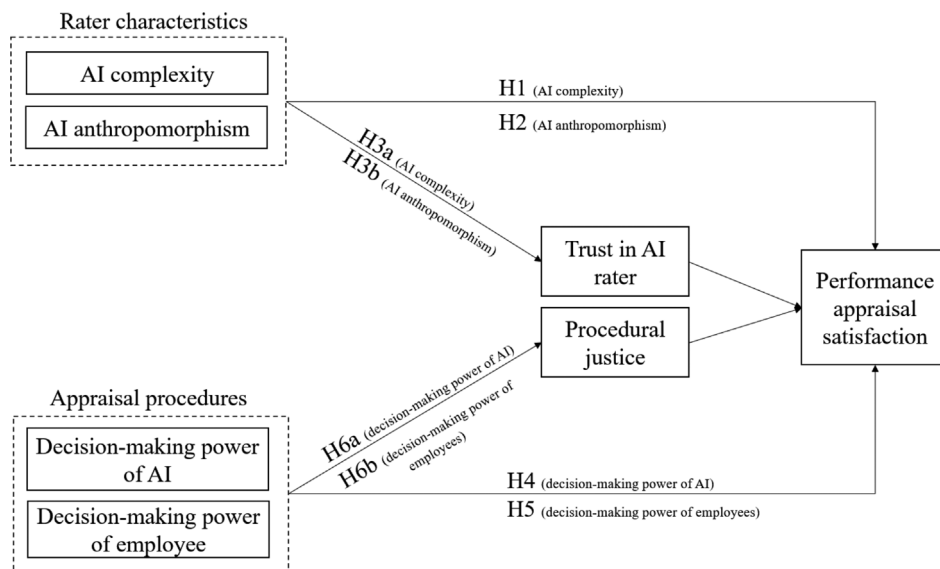 Rater characteristics
AI complexity
AI anthropomorphism
H1 (AI complexity)
H2 (AI anthropomorphism)
H3a (AI complexity)
H3b (AI anthropomorphism)
Trust in AI
rater
Procedural
justice
Performance
appraisal
satisfaction
Appraisal procedures
Decision-making power
of AI
Decision-making power
of employee
H6a (decision-making power of AI)
H6b (decision-making power of
employees)
H4 (decision-making power of AI)
H5 (decision-making power of employees)